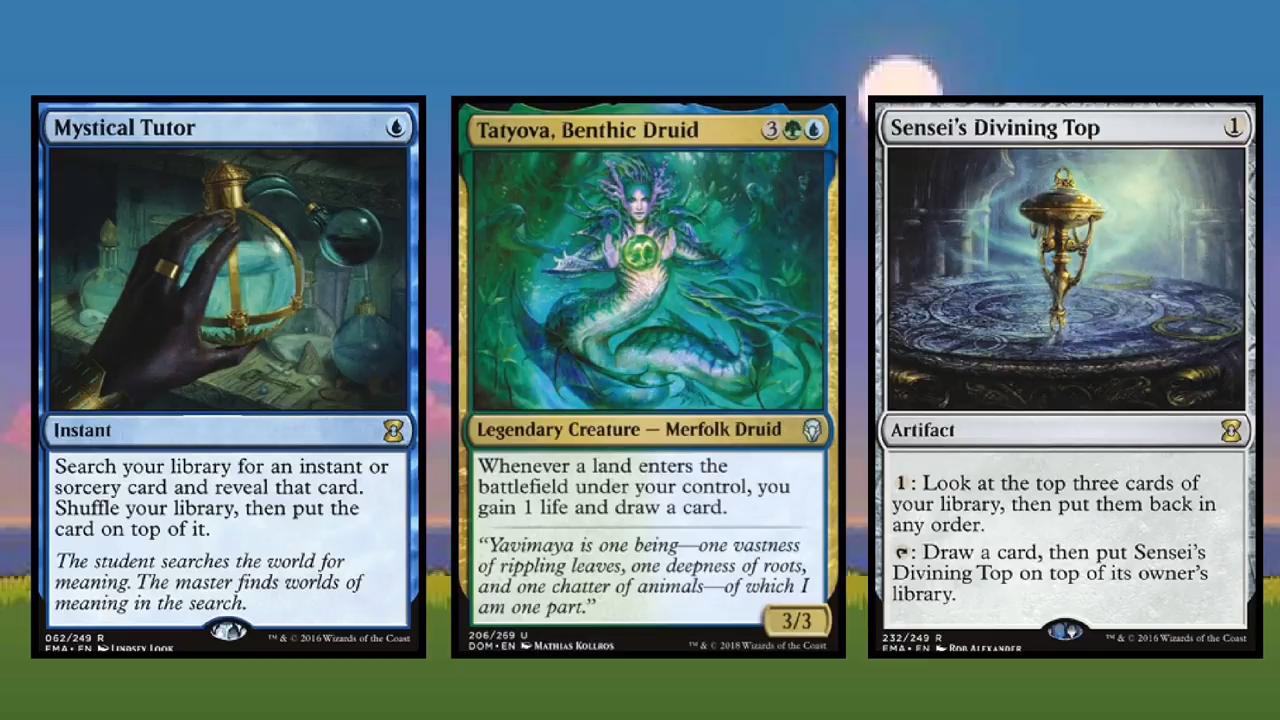 Mystical Tutor
Instant
Search your library for an instant or
sorcery card and reveal that card.
Shuffle your library, then put the
card on top of it.
The student searches the world for
meaning. The master finds worlds of
meaning in the search.
062/249 R
EMA • EN LINDSEY LOOK
™ & © 2016 Wizards of the Coast
Tatyova, Benthic Druid
3
Legendary Creature — Merfolk Druid
Whenever a land enters the
battlefield under your control, you
gain 1 life and draw a card.
“Yavimaya is one being—one vastness
of rippling leaves, one deepness of roots,
and one chatter of animals—of which I
am one part.”
3/3
206/269 U
DOM • EN MATHIAS KOLLROS
™ & © 2018 Wizards of the Coast
Sensei's Divining Top
1
Artifact
1: Look at the top three cards of
your library, then put them back in
any order.
: Draw a card, then put Sensei's
Divining Top on top of its owner's
library.
232/249 R
EMA • EN ROB ALEXANDER
™ & © 2016 Wizards of the Coast